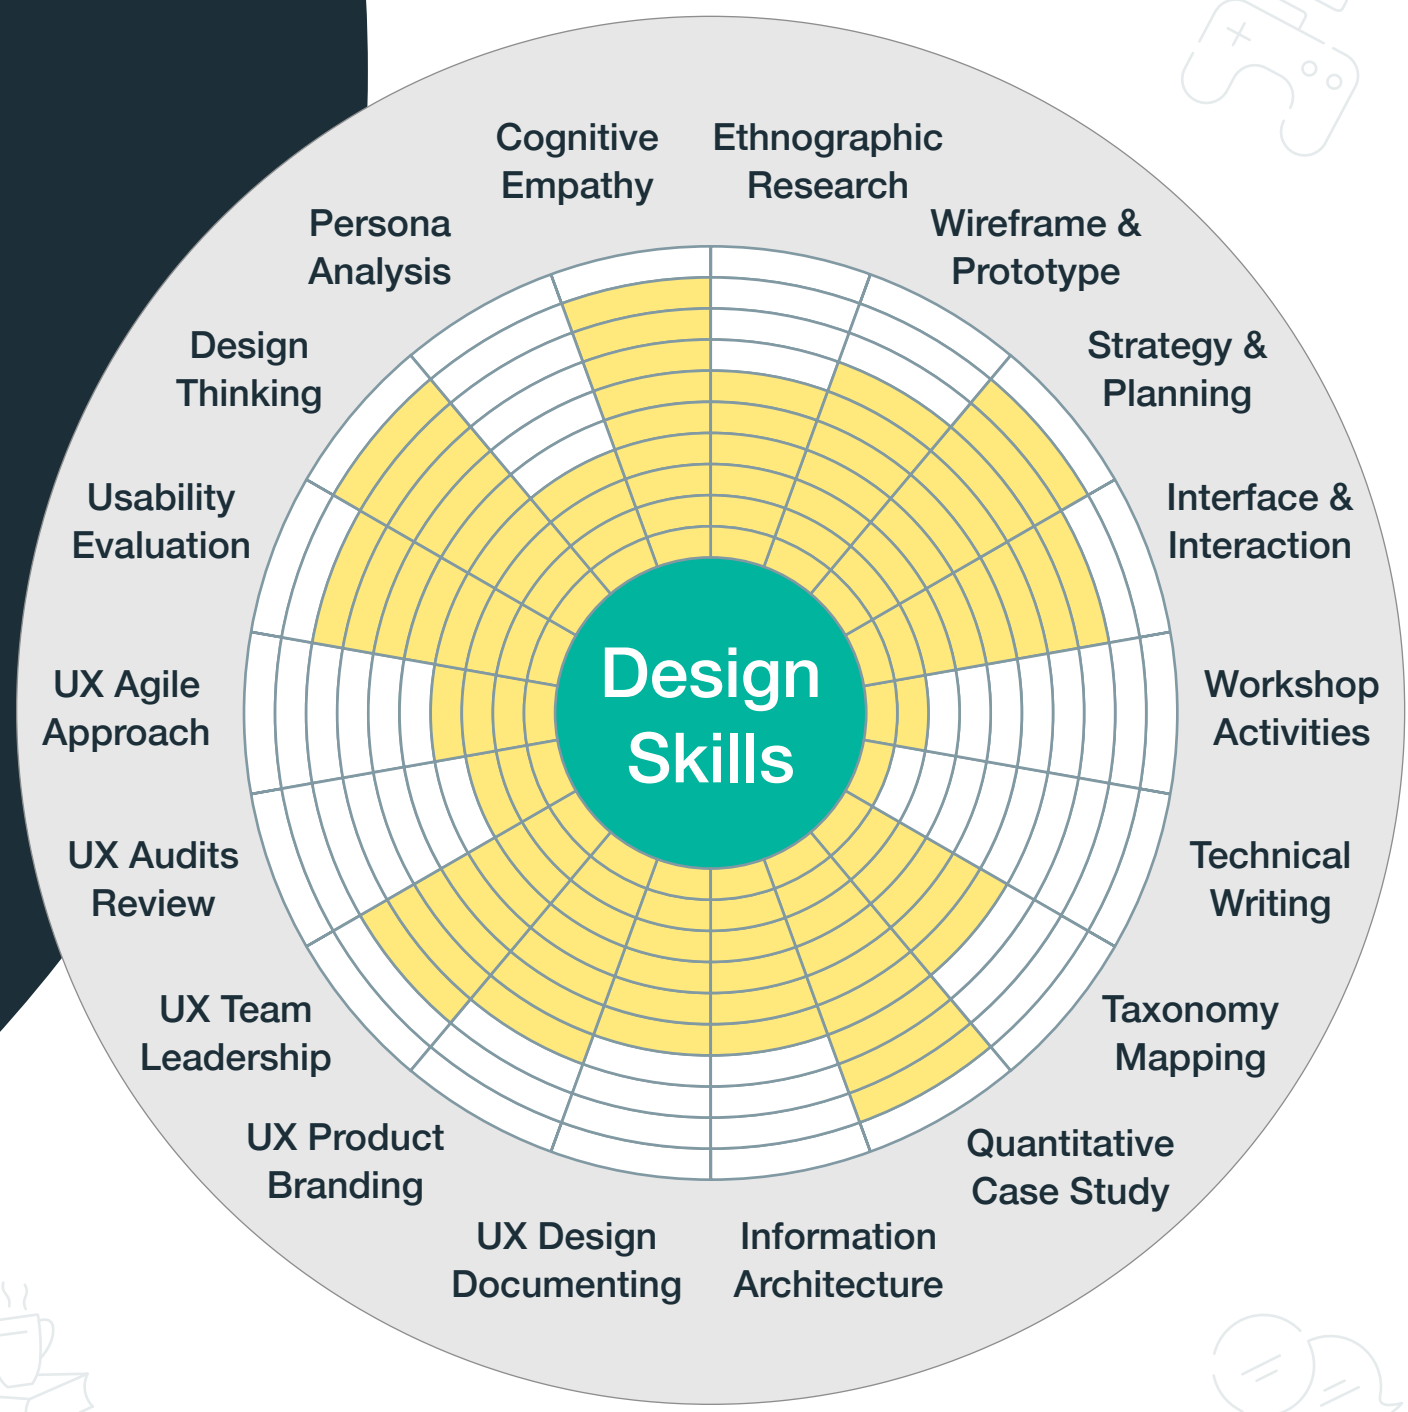 Cognitive
Empathy
Ethnographic
Research
Wireframe &
Prototype
Strategy &
Planning
Interface &
Interaction
Workshop
Activities
Technical
Writing
Taxonomy
Mapping
Quantitative
Case Study
Information
Architecture
UX Design
Documenting
UX Product
Branding
UX Team
Leadership
UX Audits
Review
UX Agile
Approach
Usability
Evaluation
Design
Thinking
Persona
Analysis
Design
Skills